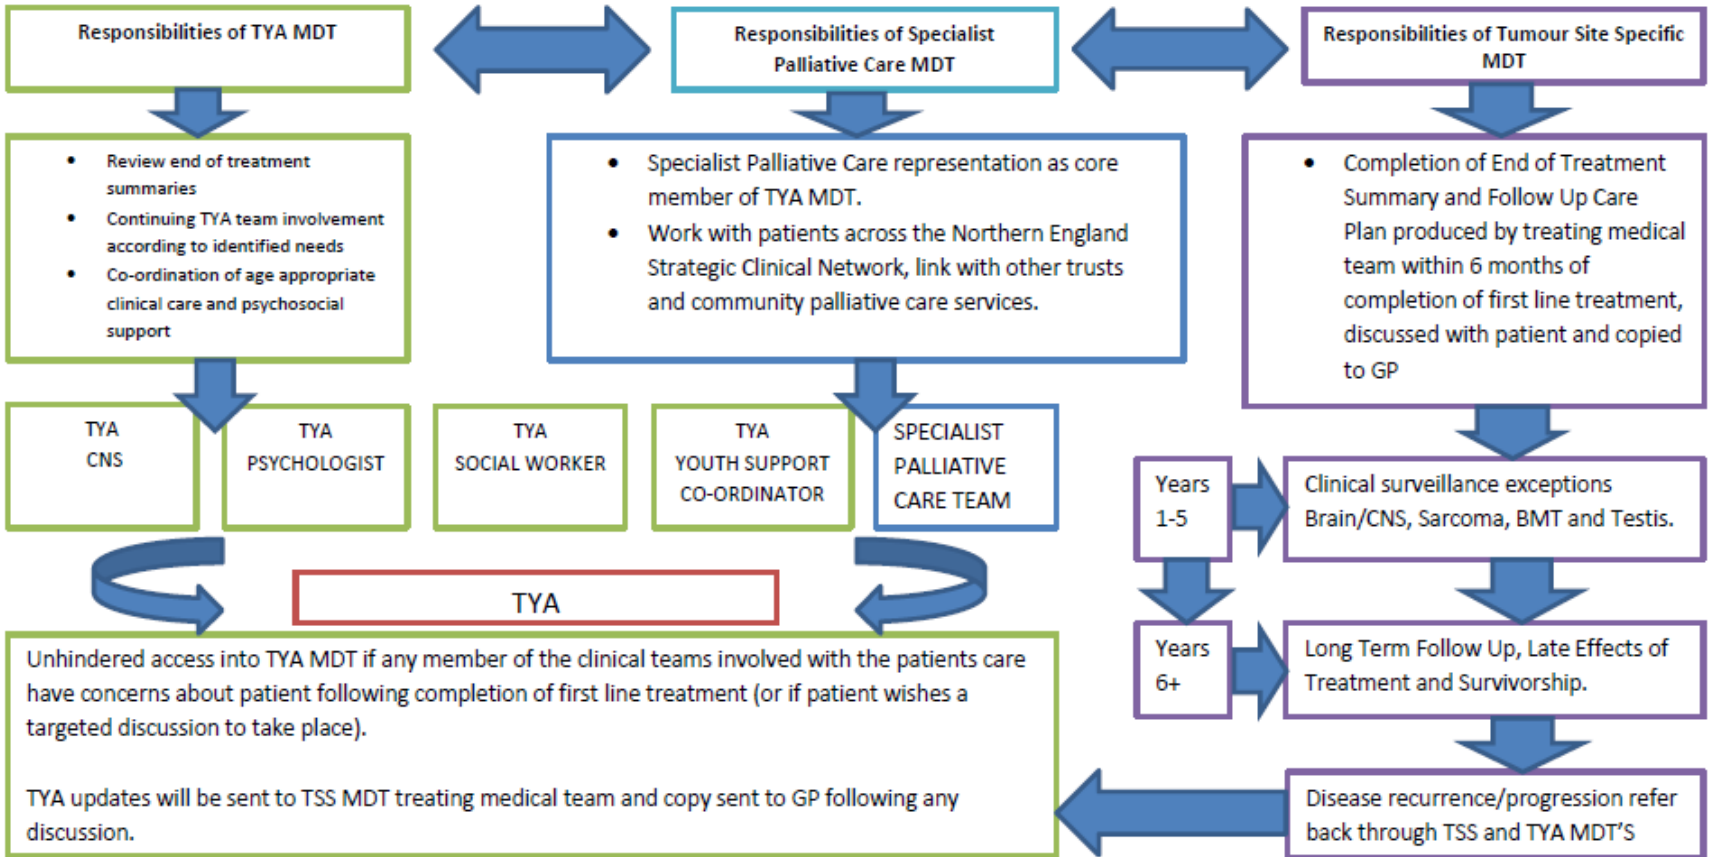 Responsibilities of TYA MDT
Responsibilities of Specialist
Palliative Care MDT
Responsibilities of Tumour Site Specific
MDT
• Review end of treatment
summaries
• Continuing TYA team involvement
according to identified needs
• Co-ordination of age appropriate
clinical care and psychosocial
support
• Specialist Palliative Care representation as core
member of TYA MDT.
• Work with patients across the Northern England
Strategic Clinical Network, link with other trusts
and community palliative care services.
• Completion of End of Treatment
Summary and Follow Up Care
Plan produced by treating medical
team within 6 months of
completion of first line treatment,
discussed with patient and copied
to GP
TYA
CNS
TYA
PSYCHOLOGIST
TYA
SOCIAL WORKER
TYA
YOUTH SUPPORT
CO-ORDINATOR
SPECIALIST
PALLIATIVE
CARE TEAM
Years
1-5
Clinical surveillance exceptions
Brain/CNS, Sarcoma, BMT and Testis.
TYA
Years
6+
Long Term Follow Up, Late Effects of
Treatment and Survivorship.
Unhindered access into TYA MDT if any member of the clinical teams involved with the patients care
have concerns about patient following completion of first line treatment (or if patient wishes a
targeted discussion to take place).
TYA updates will be sent to TSS MDT treating medical team and copy sent to GP following any
discussion.
Disease recurrence/progression refer
back through TSS and TYA MDT'S